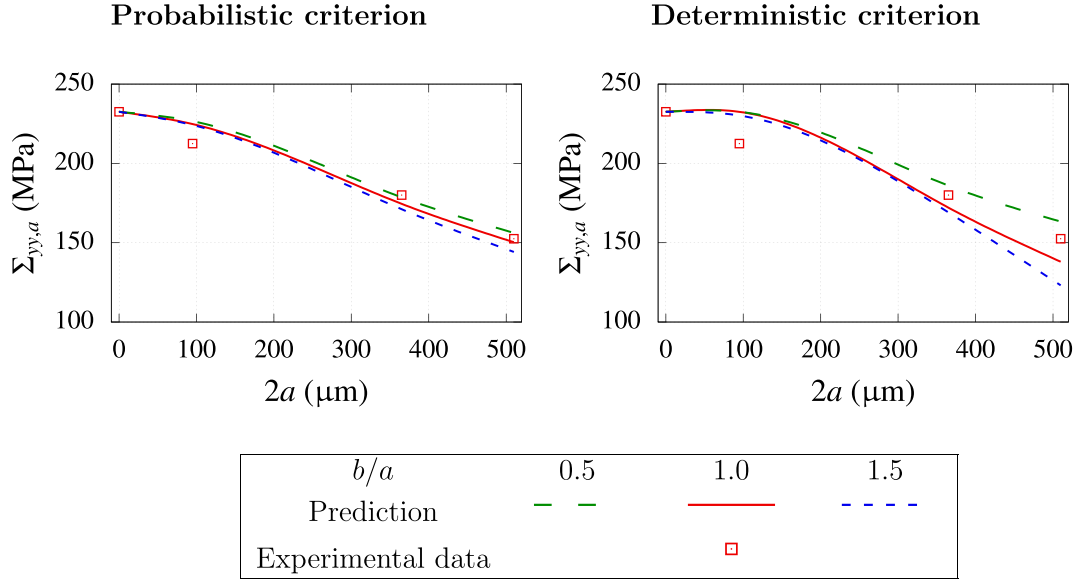 Probabilistic criterion
Deterministic criterion
250
200
150
100
Σyy,a (MPa)
0 100 200 300 400 500
2a (μm)
250
200
150
100
Σyy,a (MPa)
0 100 200 300 400 500
2a (μm)
b/a 0.5 1.0 1.5
Prediction
Experimental data